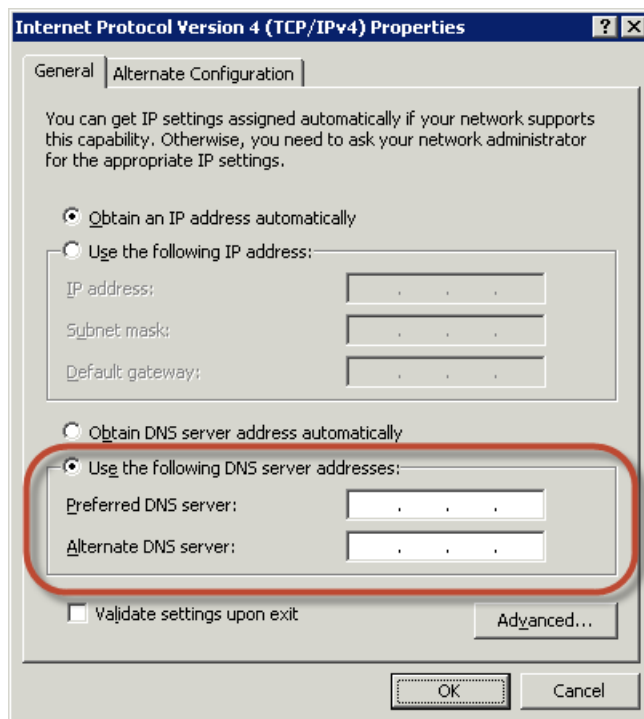 Internet Protocol Version 4 (TCP/IPv4) Properties
General
Alternate Configuration
You can get IP settings assigned automatically if your network supports
this capability. Otherwise, you need to ask your network administrator
for the appropriate IP settings.
Obtain an IP address automatically
Use the following IP address:
IP address:
Subnet mask:
Default gateway:
Obtain DNS server address automatically
Use the following DNS server addresses:
Preferred DNS server:
Alternate DNS server:
Validate settings upon exit
Advanced...
OK
Cancel